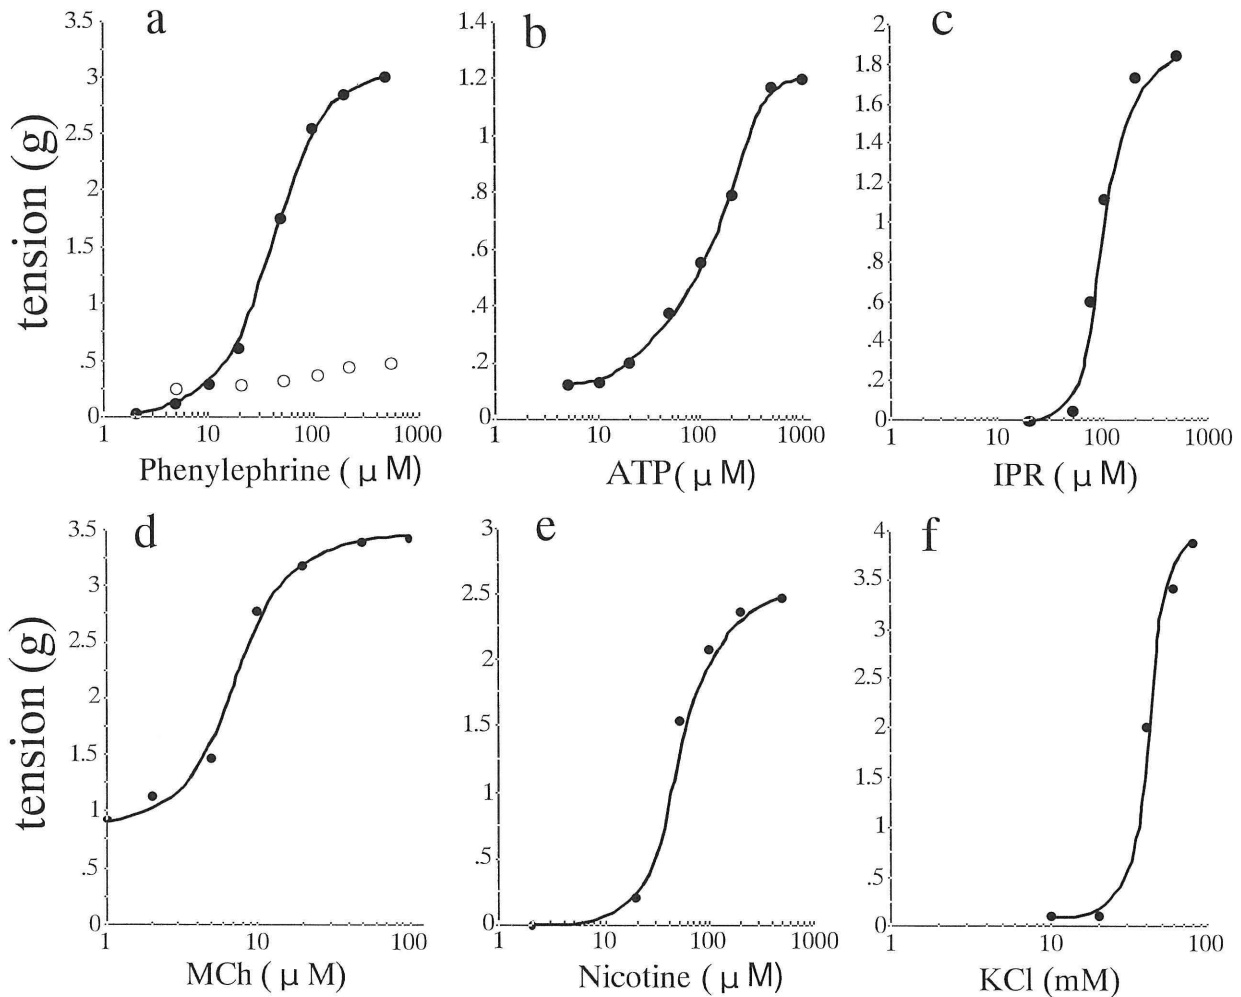 a
3.5
3
2.5
2
1.5
1
.5
0
1 10 100 1000
Phenylephrine ( μ M)
tension (g)
b
1.4
1.2
1
.8
.6
.4
.2
0
1 10 100 1000
ATP ( μ M)
c
2
1.8
1.6
1.4
1.2
1
.8
.6
.4
.2
0
1 10 100 1000
IPR ( μ M)
d
3.5
3
2.5
2
1.5
1
.5
0
1 10 100
MCh ( μ M)
tension (g)
e
3
2.5
2
1.5
1
.5
0
1 10 100 1000
Nicotine ( μ M)
f
4
3.5
3
2.5
2
1.5
1
.5
0
1 10 100
KCl (mM)